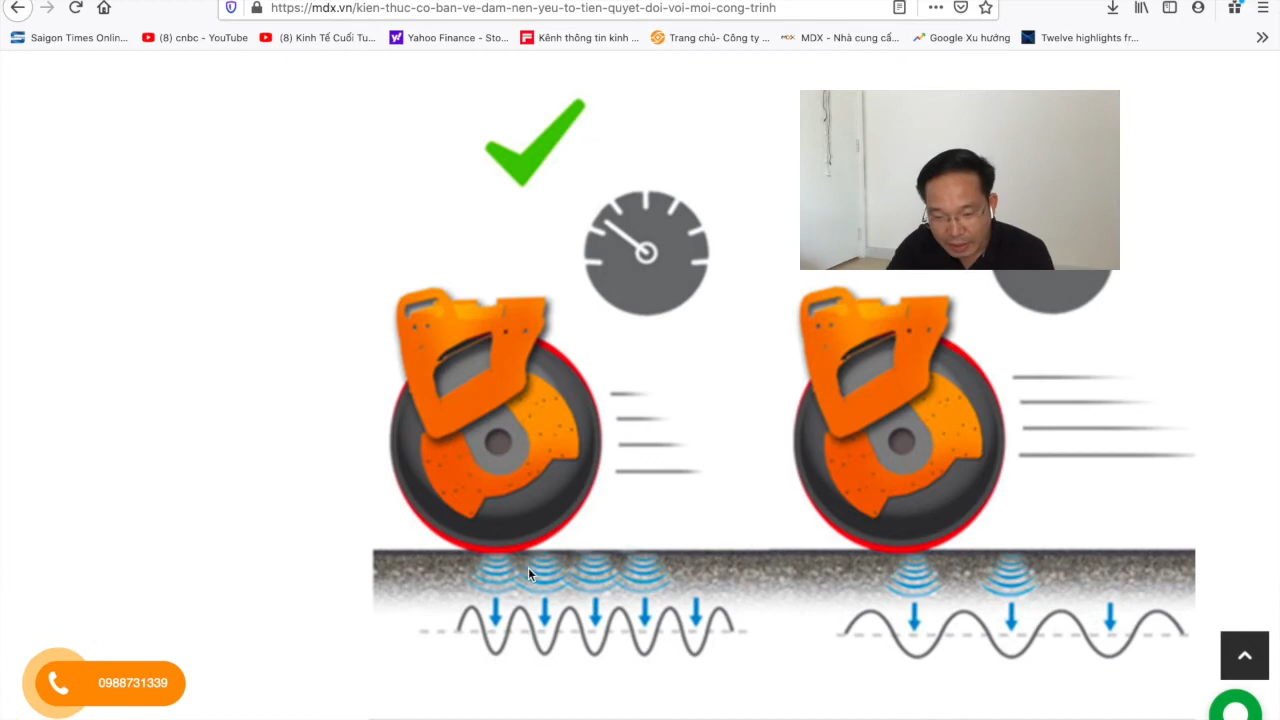 https://mdx.vn/kien-thuc-co-ban-ve-dam-nen-yeu-to-tien-quyet-doi-voi-moi-cong-trinh
Saigon Times Onlin... (8) cnbc - YouTube (8) Kinh Tế Cuối Tu... Yahoo Finance - Sto... Kênh thông tin kinh ... Trang chủ- Công ty ... MDX - Nhà cung cấ... Google Xu hướng Twelve highlights fr...
0988731339